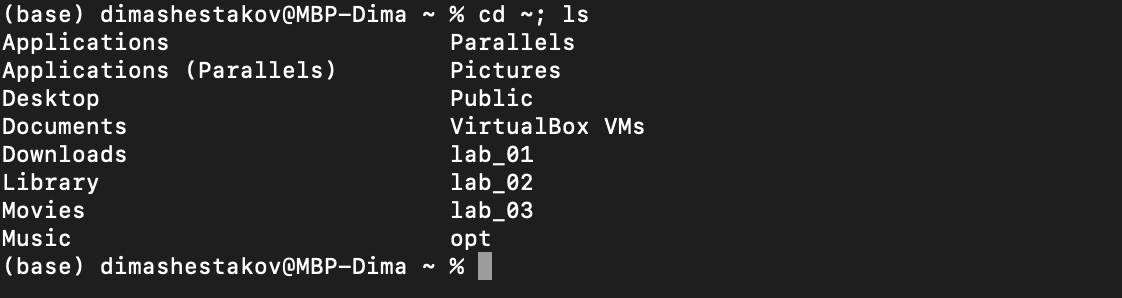 (base) dimashestakov@MBP-Dima ~ % cd ~; ls
Applications Parallels
Applications (Parallels) Pictures
Desktop Public
Documents VirtualBox VMs
Downloads lab_01
Library lab_02
Movies lab_03
Music opt
(base) dimashestakov@MBP-Dima ~ %